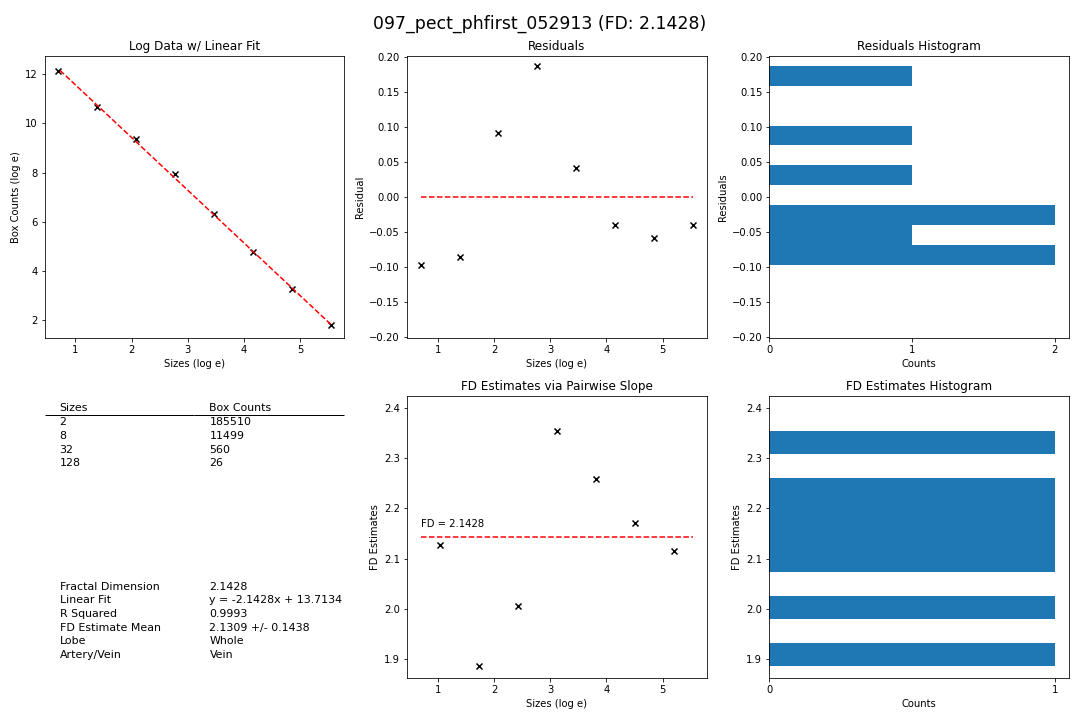 097_pect_phfirst_052913 (FD: 2.1428)
Log Data w/ Linear Fit
12
10
8
6
4
2
Box Counts (log e)
1 2 3 4 5
Sizes (log e)
Residuals
0.20
0.15
0.10
0.05
0.00
−0.05
−0.10
−0.15
−0.20
Residual
1 2 3 4 5
Sizes (log e)
Residuals Histogram
0.20
0.15
0.10
0.05
0.00
−0.05
−0.10
−0.15
−0.20
Residuals
0 1 2
Counts
Sizes Box Counts
2 185510
8 11499
32 560
128 26
Fractal Dimension 2.1428
Linear Fit y = -2.1428x + 13.7134
R Squared 0.9993
FD Estimate Mean 2.1309 +/- 0.1438
Lobe Whole
Artery/Vein Vein
FD Estimates via Pairwise Slope
2.4
2.3
2.2
2.1
2.0
1.9
FD Estimates
FD = 2.1428
1 2 3 4 5
Sizes (log e)
FD Estimates Histogram
2.4
2.3
2.2
2.1
2.0
1.9
FD Estimates
0 1
Counts